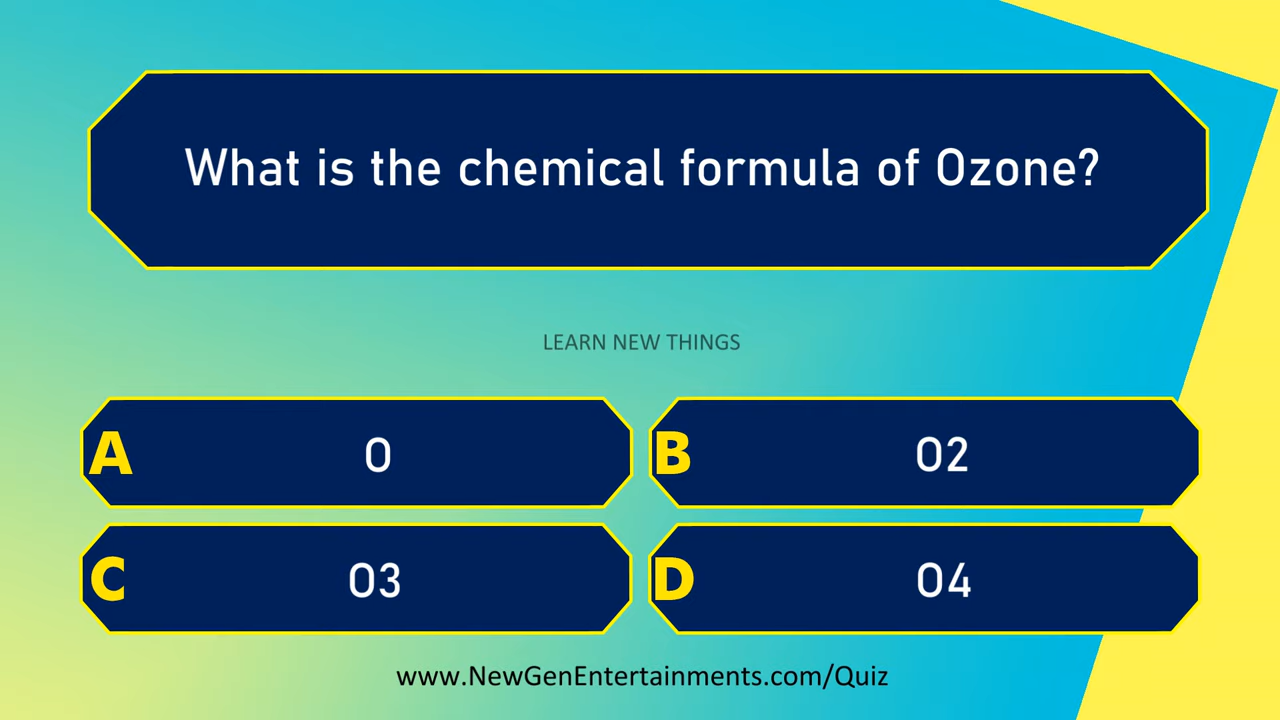 What is the chemical formula of Ozone?
LEARN NEW THINGS
A O
B O2
C O3
D O4
www.NewGenEntertainments.com/Quiz